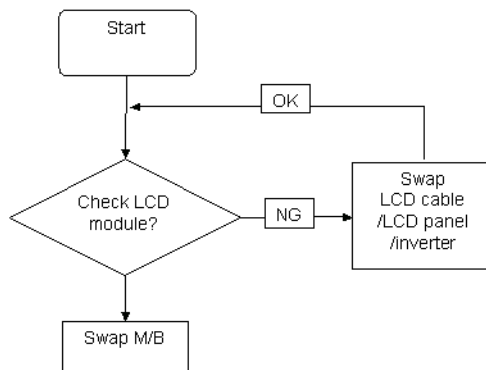 Start
OK
Check LCD
module?
NG
Swap
LCD cable
/LCD panel
/inverter
Swap M/B